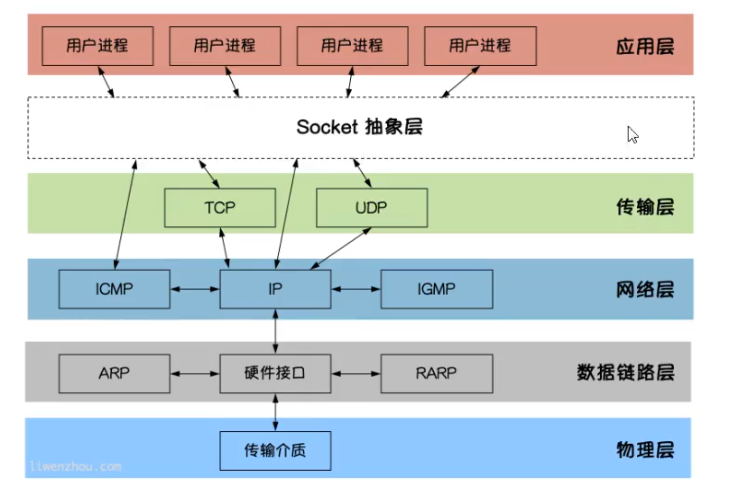 用户进程 用户进程 用户进程 用户进程 应用层
Socket 抽象层
TCP UDP 传输层
ICMP IP IGMP 网络层
ARP 硬件接口 RARP 数据链路层
传输介质 物理层
liwenzhou.com